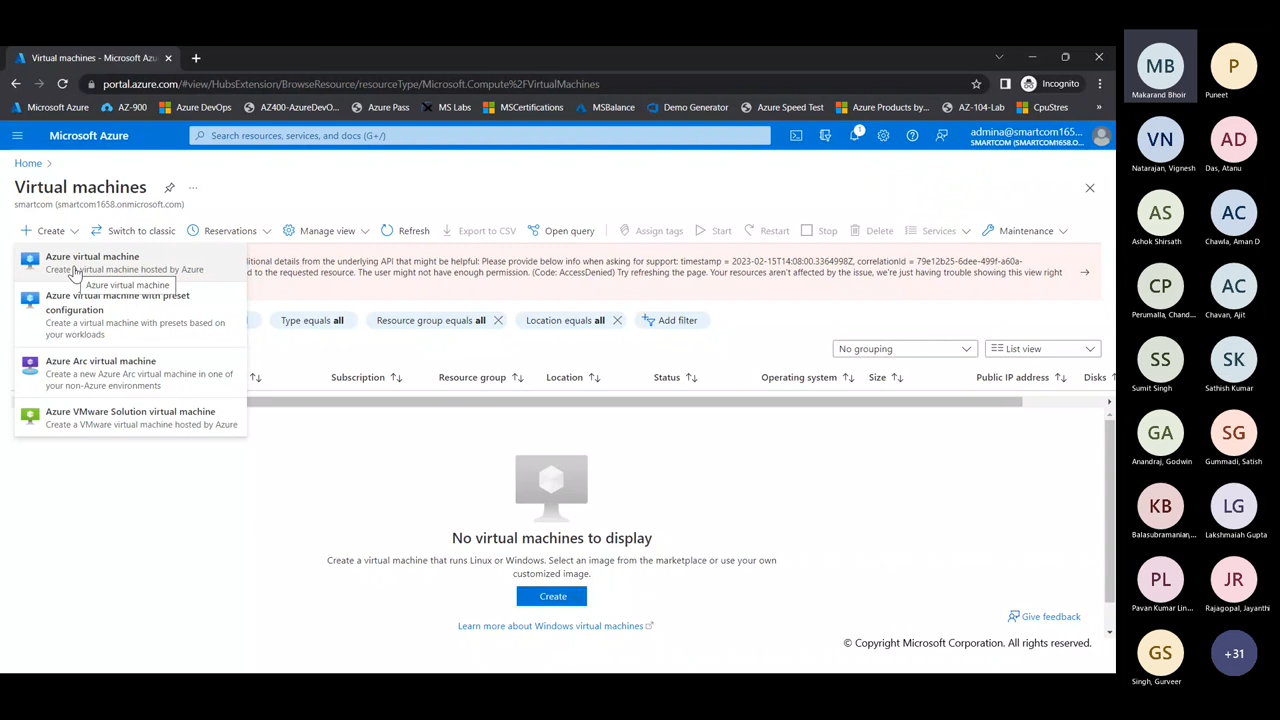 Virtual machines - Microsoft Azu
portal.azure.com/#view/HubsExtension/BrowseResource/resourceType/Microsoft.Compute%2FVirtualMachines
Incognito
Microsoft Azure
AZ-900
Azure DevOps
AZ400-AzureDevO...
Azure Pass
MS Labs
MSCertifications
MSBalance
Demo Generator
Azure Speed Test
Azure Products by...
AZ-104-Lab
CpuStres
»
Microsoft Azure
Search resources, services, and docs (G+/)
1
admina@smartcom165...
SMARTCOM (SMARTCOM1658.O...
Home >
Virtual machines
...
smartcom (smartcom1658.onmicrosoft.com)
Create
Switch to classic
Reservations
Manage view
Refresh
Export to CSV
Open query
Assign tags
Start
Restart
Stop
Delete
Services
Maintenance
Azure virtual machine
Create a virtual machine hosted by Azure
Azure virtual machine
Azure virtual machine with preset
configuration
Create a virtual machine with presets based on
your workloads
Azure Arc virtual machine
Create a new Azure Arc virtual machine in one of
your non-Azure environments
Azure VMware Solution virtual machine
Create a VMware virtual machine hosted by Azure
itional details from the underlying API that might be helpful: Please provide below info when asking for support: timestamp = 2023-02-15T14:08:00.3364998Z, correlationId = 79e12b25-6dee-499f-a60a-
d to the requested resource. The user might not have enough permission. (Code: AccessDenied) Try refreshing the page. Your resources aren't affected by the issue, we're just having trouble showing this view right
Type equals all
Resource group equals all
Location equals all
Add filter
No grouping
List view
Subscription
Resource group
Location
Status
Operating system
Size
Public IP address
Disks
No virtual machines to display
Create a virtual machine that runs Linux or Windows. Select an image from the marketplace or use your own
customized image.
Create
Learn more about Windows virtual machines
Give feedback
© Copyright Microsoft Corporation. All rights reserved.
MB
Makarand Bhoir
P
Puneet
VN
Natarajan, Vignesh
AD
Das, Atanu
AS
Ashok Shirsath
AC
Chawla, Aman D
CP
Perumalla, Chand...
AC
Chavan, Ajit
SS
Sumit Singh
SK
Sathish Kumar
GA
Anandraj, Godwin
SG
Gummadi, Satish
KB
Balasubramanian,...
LG
Lakshmaiah Gupta
PL
Pavan Kumar Lin...
JR
Rajagopal, Jayanthi
GS
Singh, Gurveer
+31